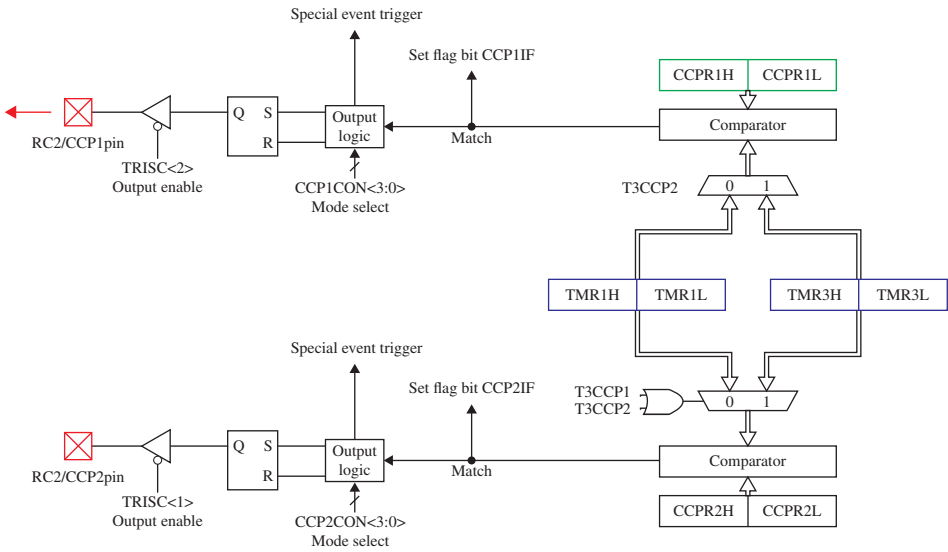 Special event trigger
Set flag bit CCP1IF
CCPR1H CCPR1L
Q S
R
Output
logic
Comparator
RC2/CCP1pin
Match
TRISC<2>
Output enable
CCP1CON<3:0>
Mode select
T3CCP2
0 1
TMR1H TMR1L
TMR3H TMR3L
Special event trigger
Set flag bit CCP2IF
T3CCP1
T3CCP2
0 1
Q S
R
Output
logic
Comparator
RC2/CCP2pin
Match
TRISC<1>
Output enable
CCP2CON<3:0>
Mode select
CCPR2H CCPR2L